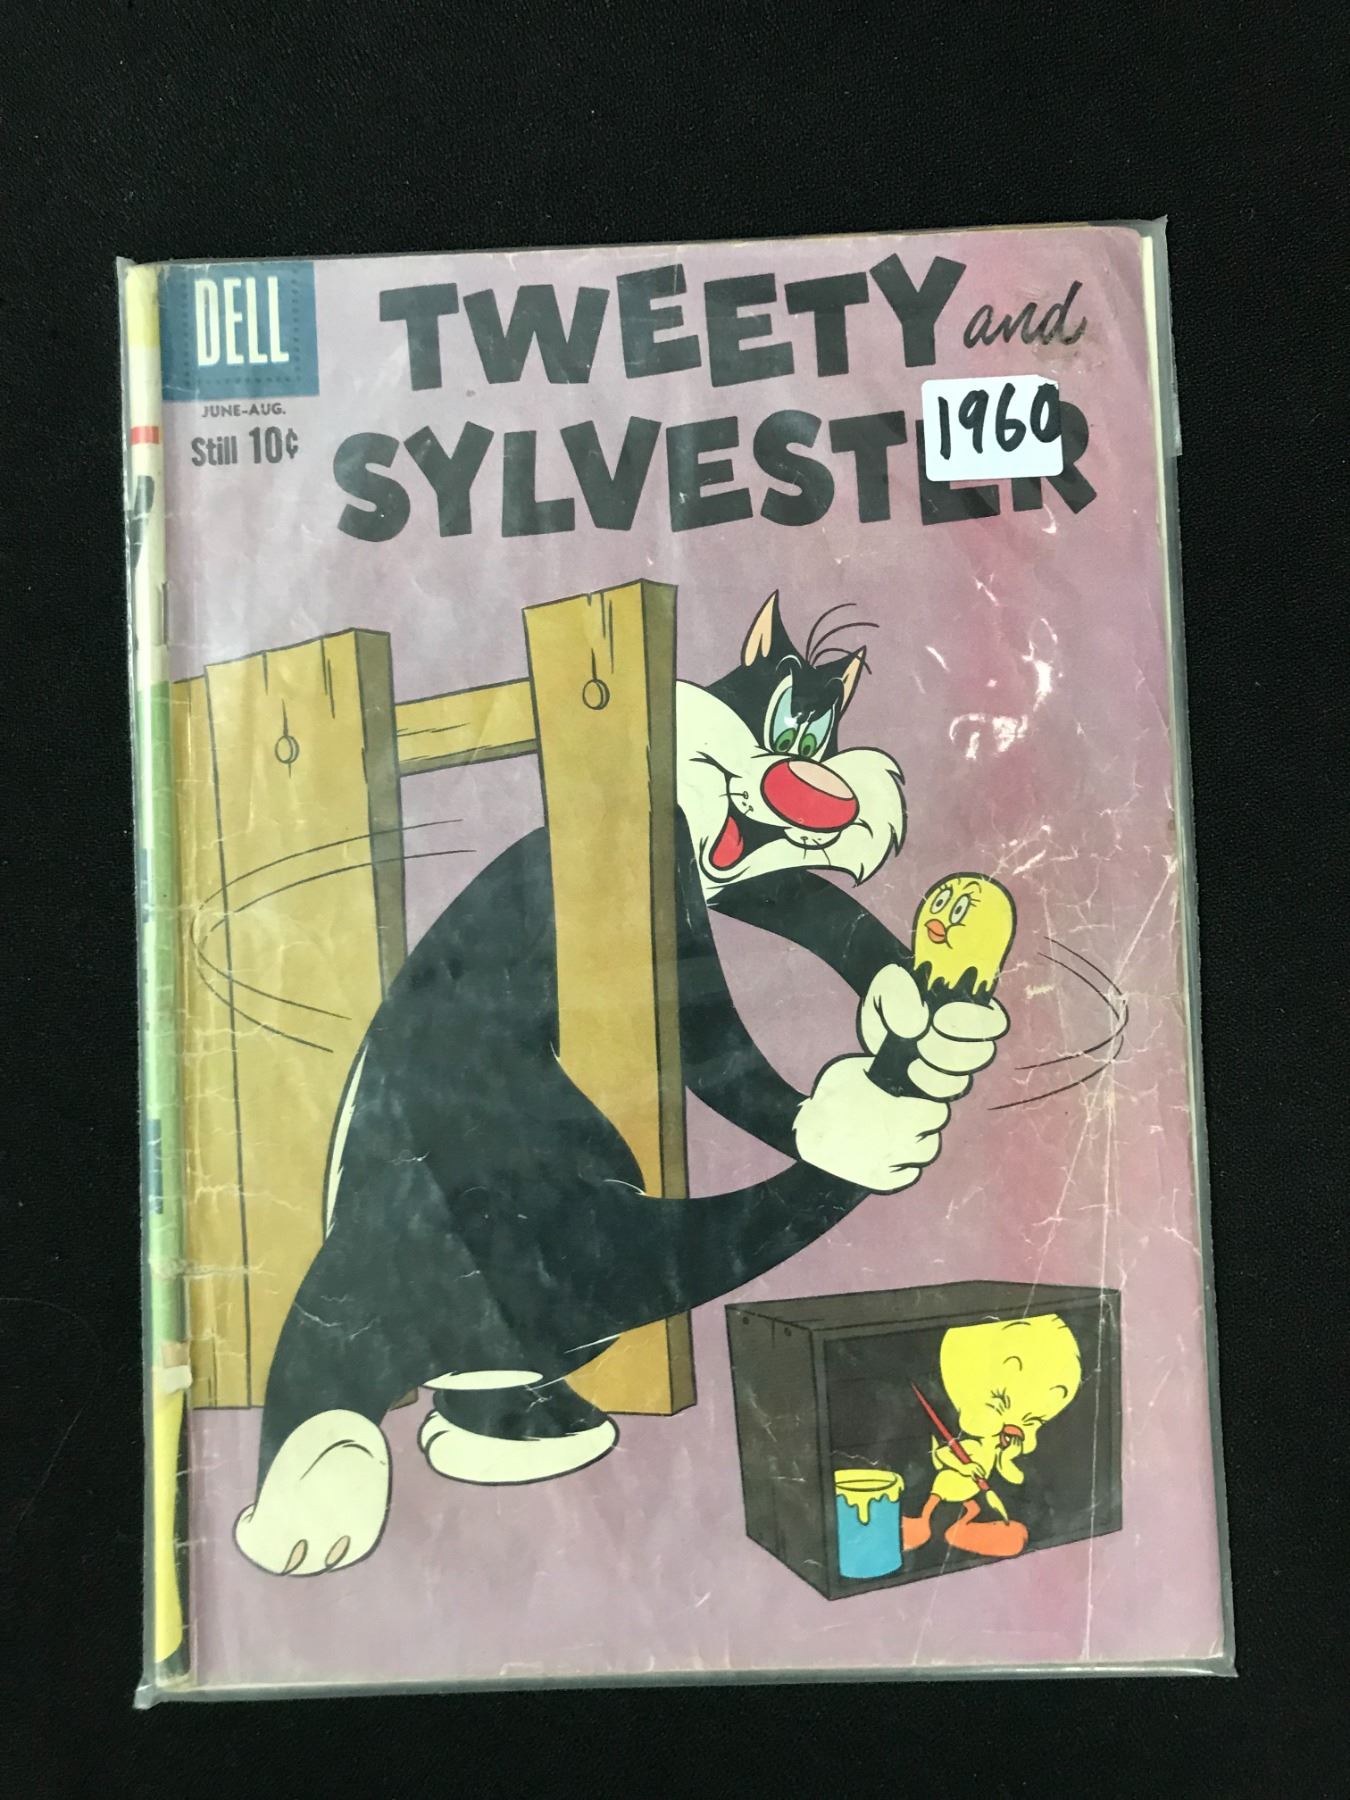 DELL
JUNE-AUG.
Still 10¢
TWEETY and
SYLVESTER
1960